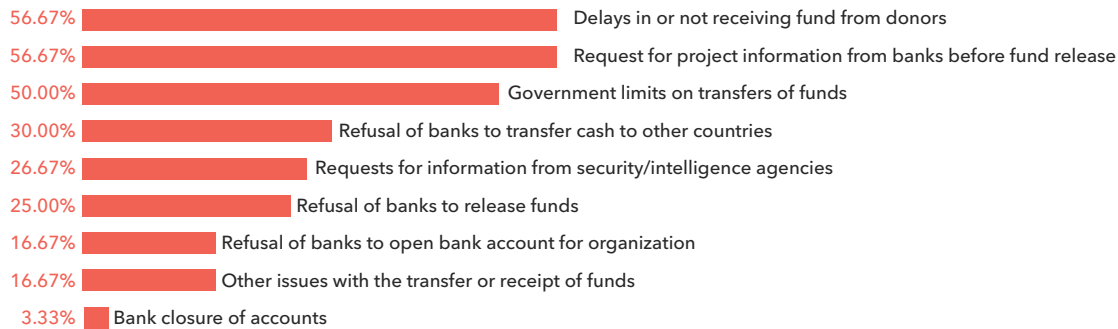 56.67% Delays in or not receiving fund from donors
56.67% Request for project information from banks before fund release
50.00% Government limits on transfers of funds
30.00% Refusal of banks to transfer cash to other countries
26.67% Requests for information from security/intelligence agencies
25.00% Refusal of banks to release funds
16.67% Refusal of banks to open bank account for organization
16.67% Other issues with the transfer or receipt of funds
3.33% Bank closure of accounts